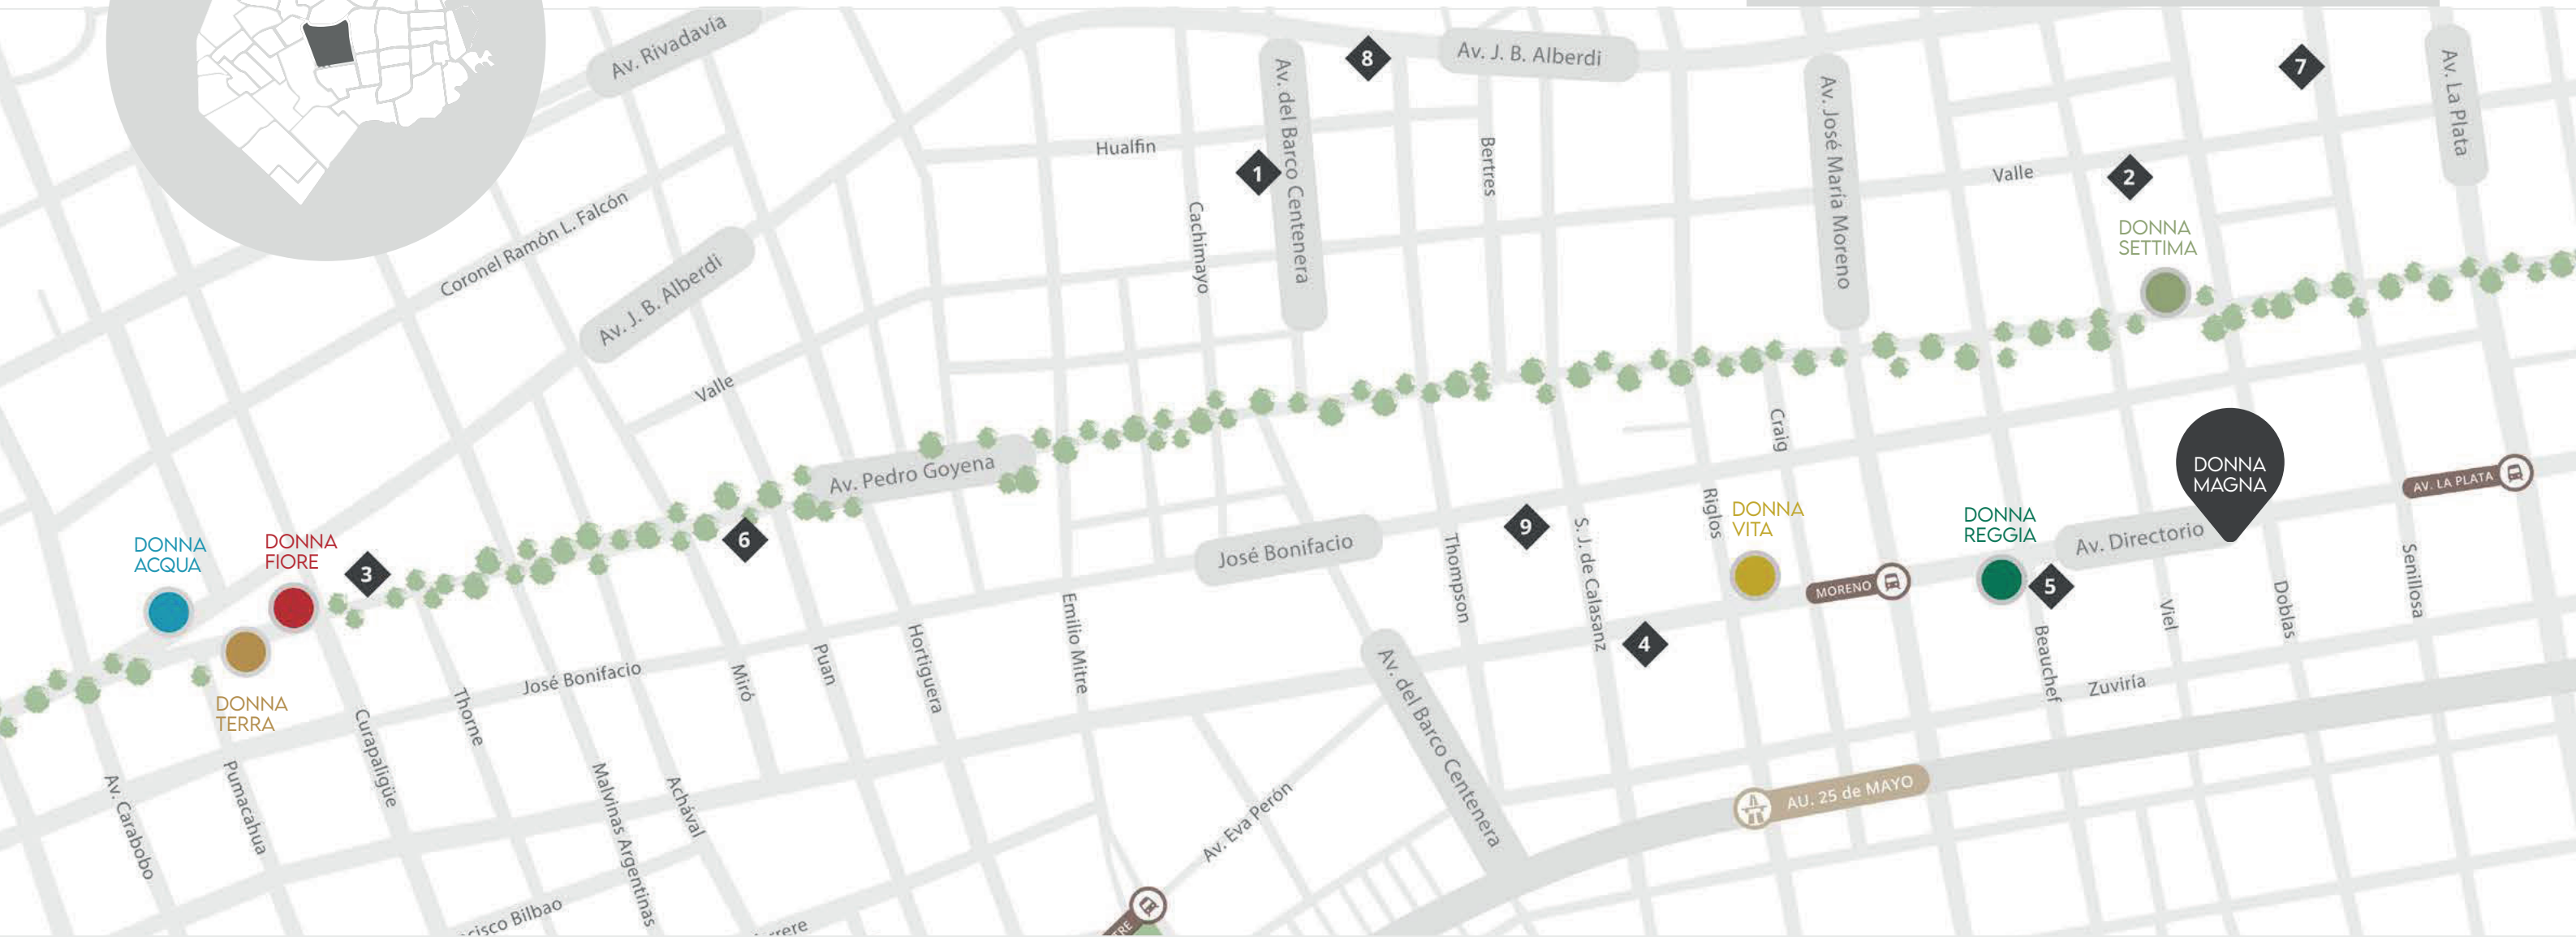 Av. Rivadavia
Av. J. B. Alberdi
8
7
Av. La Plata
Av. del Barco Centenera
Av. José María Moreno
Hualfin
Bertres
1
Valle
2
Coronel Ramón L. Falcón
Cachimayo
DONNA
SETTIMA
Av. J. B. Alberdi
Valle
Craig
Av. Pedro Goyena
DONNA
MAGNA
AV. LA PLATA
Riglos
DONNA
VITA
DONNA
REGGIA
Av. Directorio
9
6
DONNA
ACQUA
DONNA
FIORE
3
José Bonifacio
Thompson
S. J. de Calasanz
MORENO
5
Senillosa
Doblas
Viel
Emilio Mitre
4
Beauchef
Zuviría
Hortiguera
Puan
Miró
José Bonifacio
DONNA
TERRA
Thorne
Curapaligüe
Av. del Barco Centenera
Pumacahua
Av. Carabobo
Malvinas Argentinas
Achával
AU. 25 de MAYO
Av. Eva Perón
cisco Bilbao
rrere
TRE